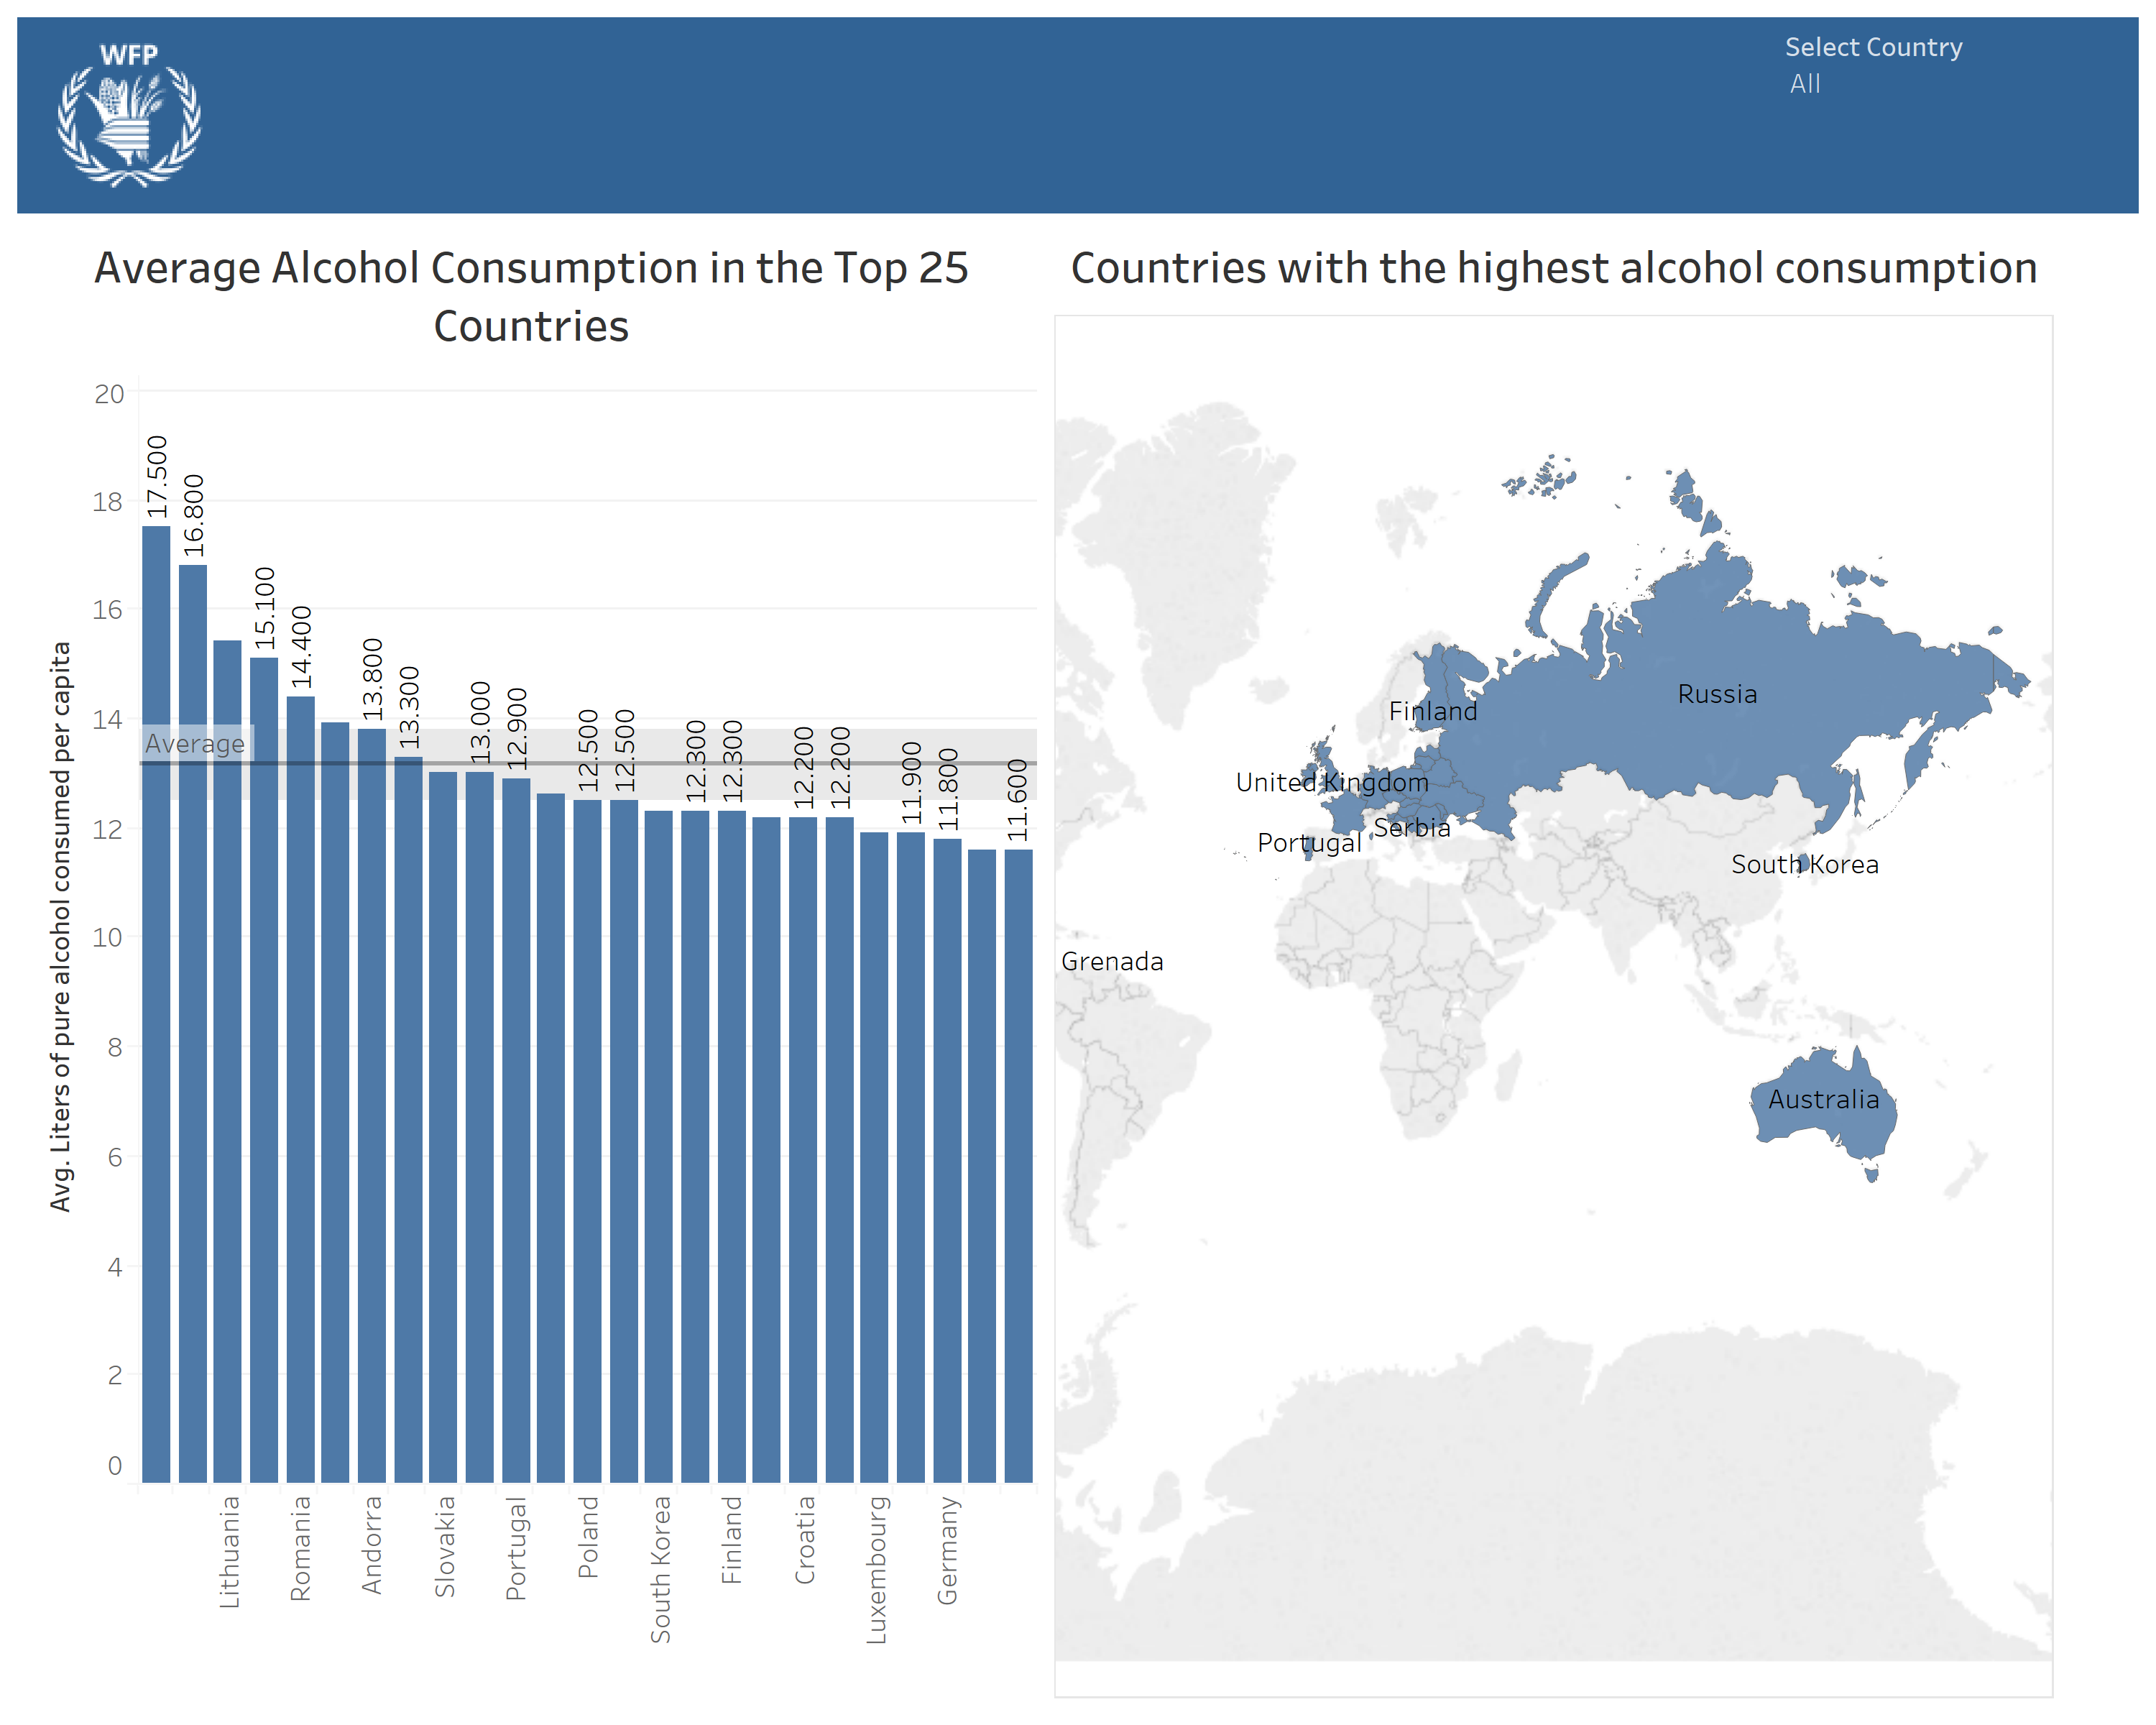 WFP
Select Country
All
Average Alcohol Consumption in the Top 25
Countries
Avg. Liters of pure alcohol consumed per capita
20
18
16
14
12
10
8
6
4
2
0
17.500
16.800
15.100
14.400
13.800
13.300
13.000
12.900
12.500
12.500
12.300
12.300
12.200
12.200
11.900
11.800
11.600
Average
Lithuania
Romania
Andorra
Slovakia
Portugal
Poland
South Korea
Finland
Croatia
Luxembourg
Germany
Countries with the highest alcohol consumption
Russia
Finland
United Kingdom
Serbia
Portugal
South Korea
Grenada
Australia